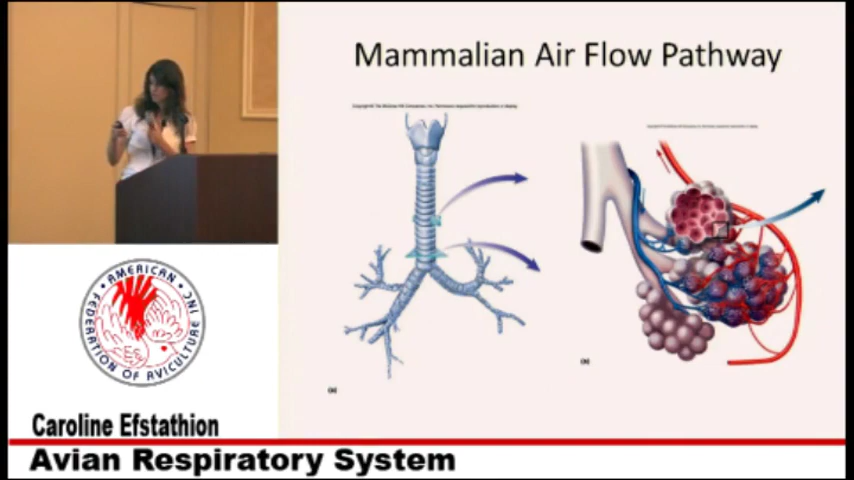 Mammalian Air Flow Pathway
AMERICAN
FEDERATION OF AVICULTURE INC
Caroline Efstathion
Avian Respiratory System